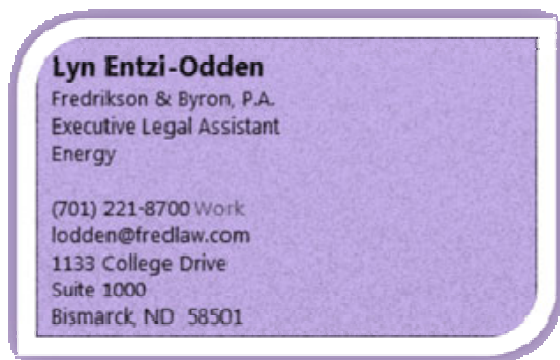 Lyn Entzi-Odden
Fredrikson & Byron, P.A.
Executive Legal Assistant
Energy
(701) 221-8700 Work
lodden@fredlaw.com
1133 College Drive
Suite 1000
Bismarck, ND 58501